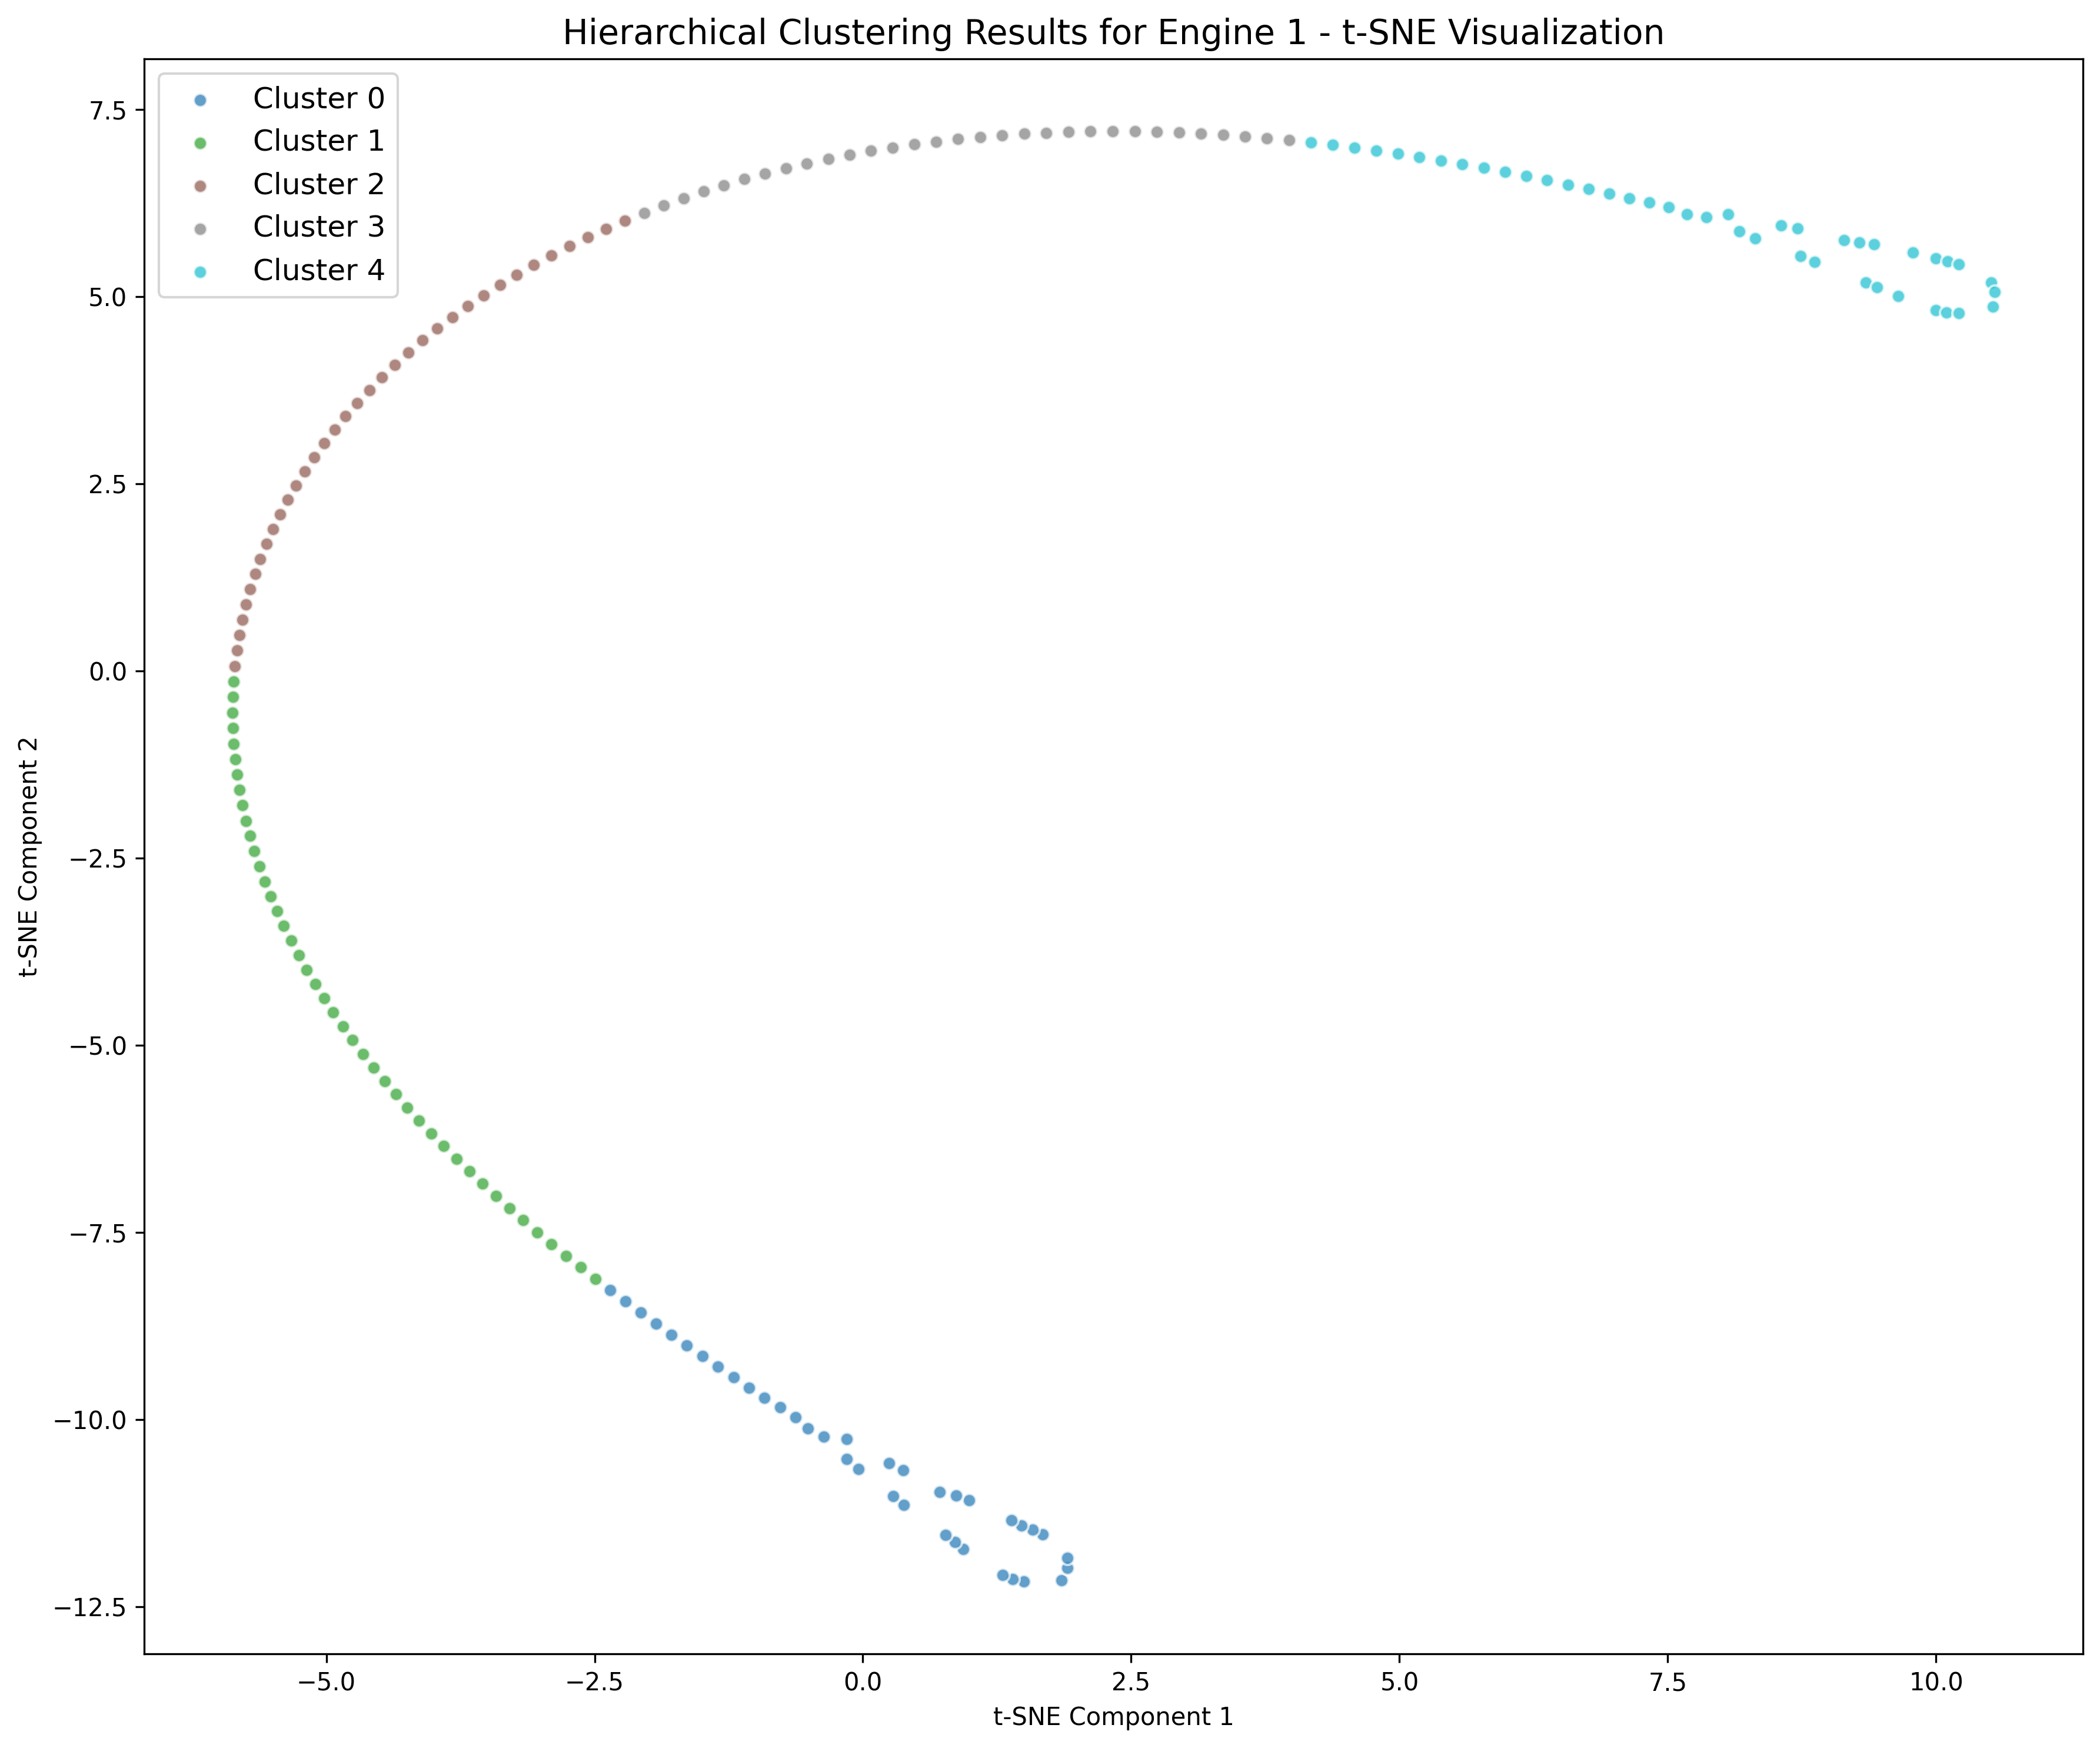 Hierarchical Clustering Results for Engine 1 - t-SNE Visualization
Cluster 0
Cluster 1
Cluster 2
Cluster 3
Cluster 4
7.5
5.0
2.5
0.0
−2.5
−5.0
−7.5
−10.0
−12.5
t-SNE Component 2
−5.0
−2.5
0.0
2.5
5.0
7.5
10.0
t-SNE Component 1